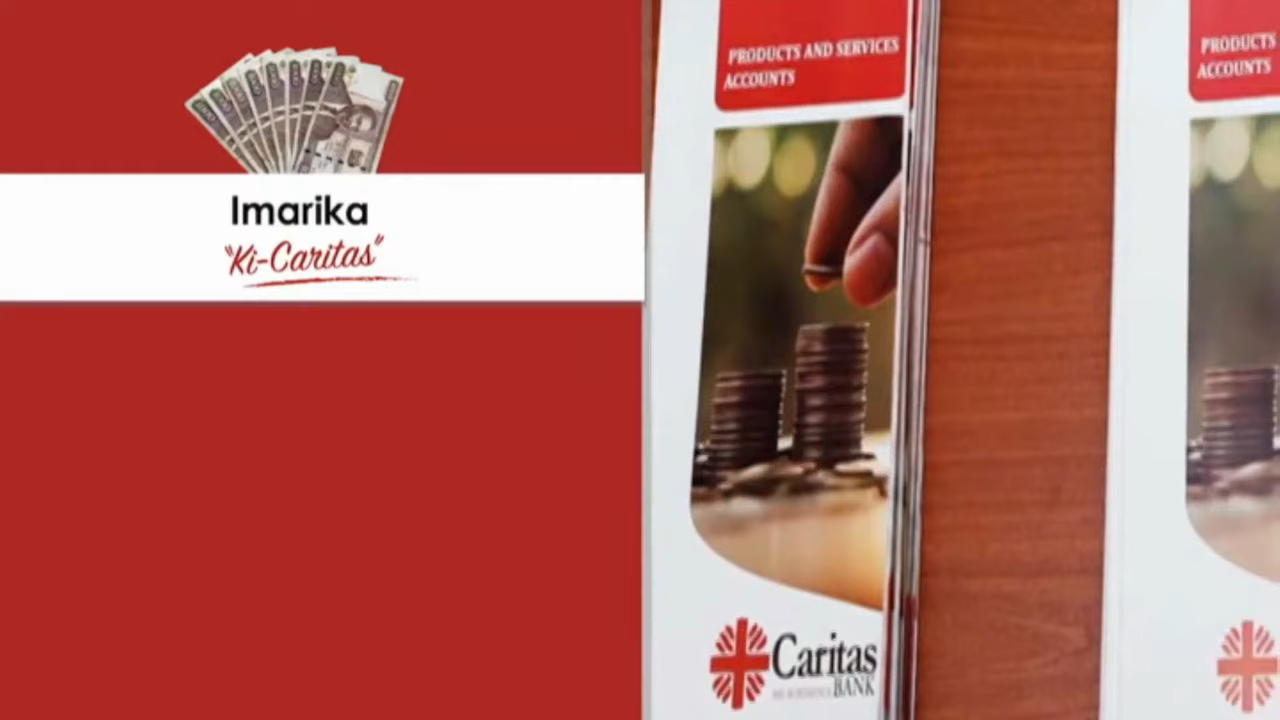 Imarika
"Ki-Caritas"
PRODUCTS AND SERVICES
ACCOUNTS
Caritas
BANK
PRODUCTS
ACCOUNTS